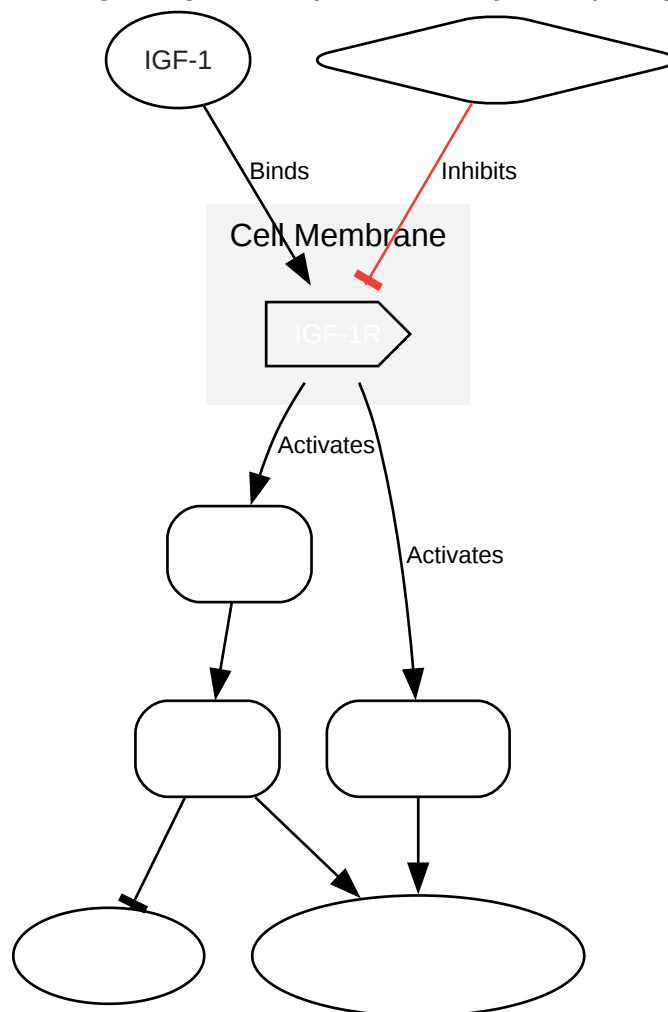 IGF-1
Binds
Inhibits
Cell Membrane
IGF-1R
Activates
Activates